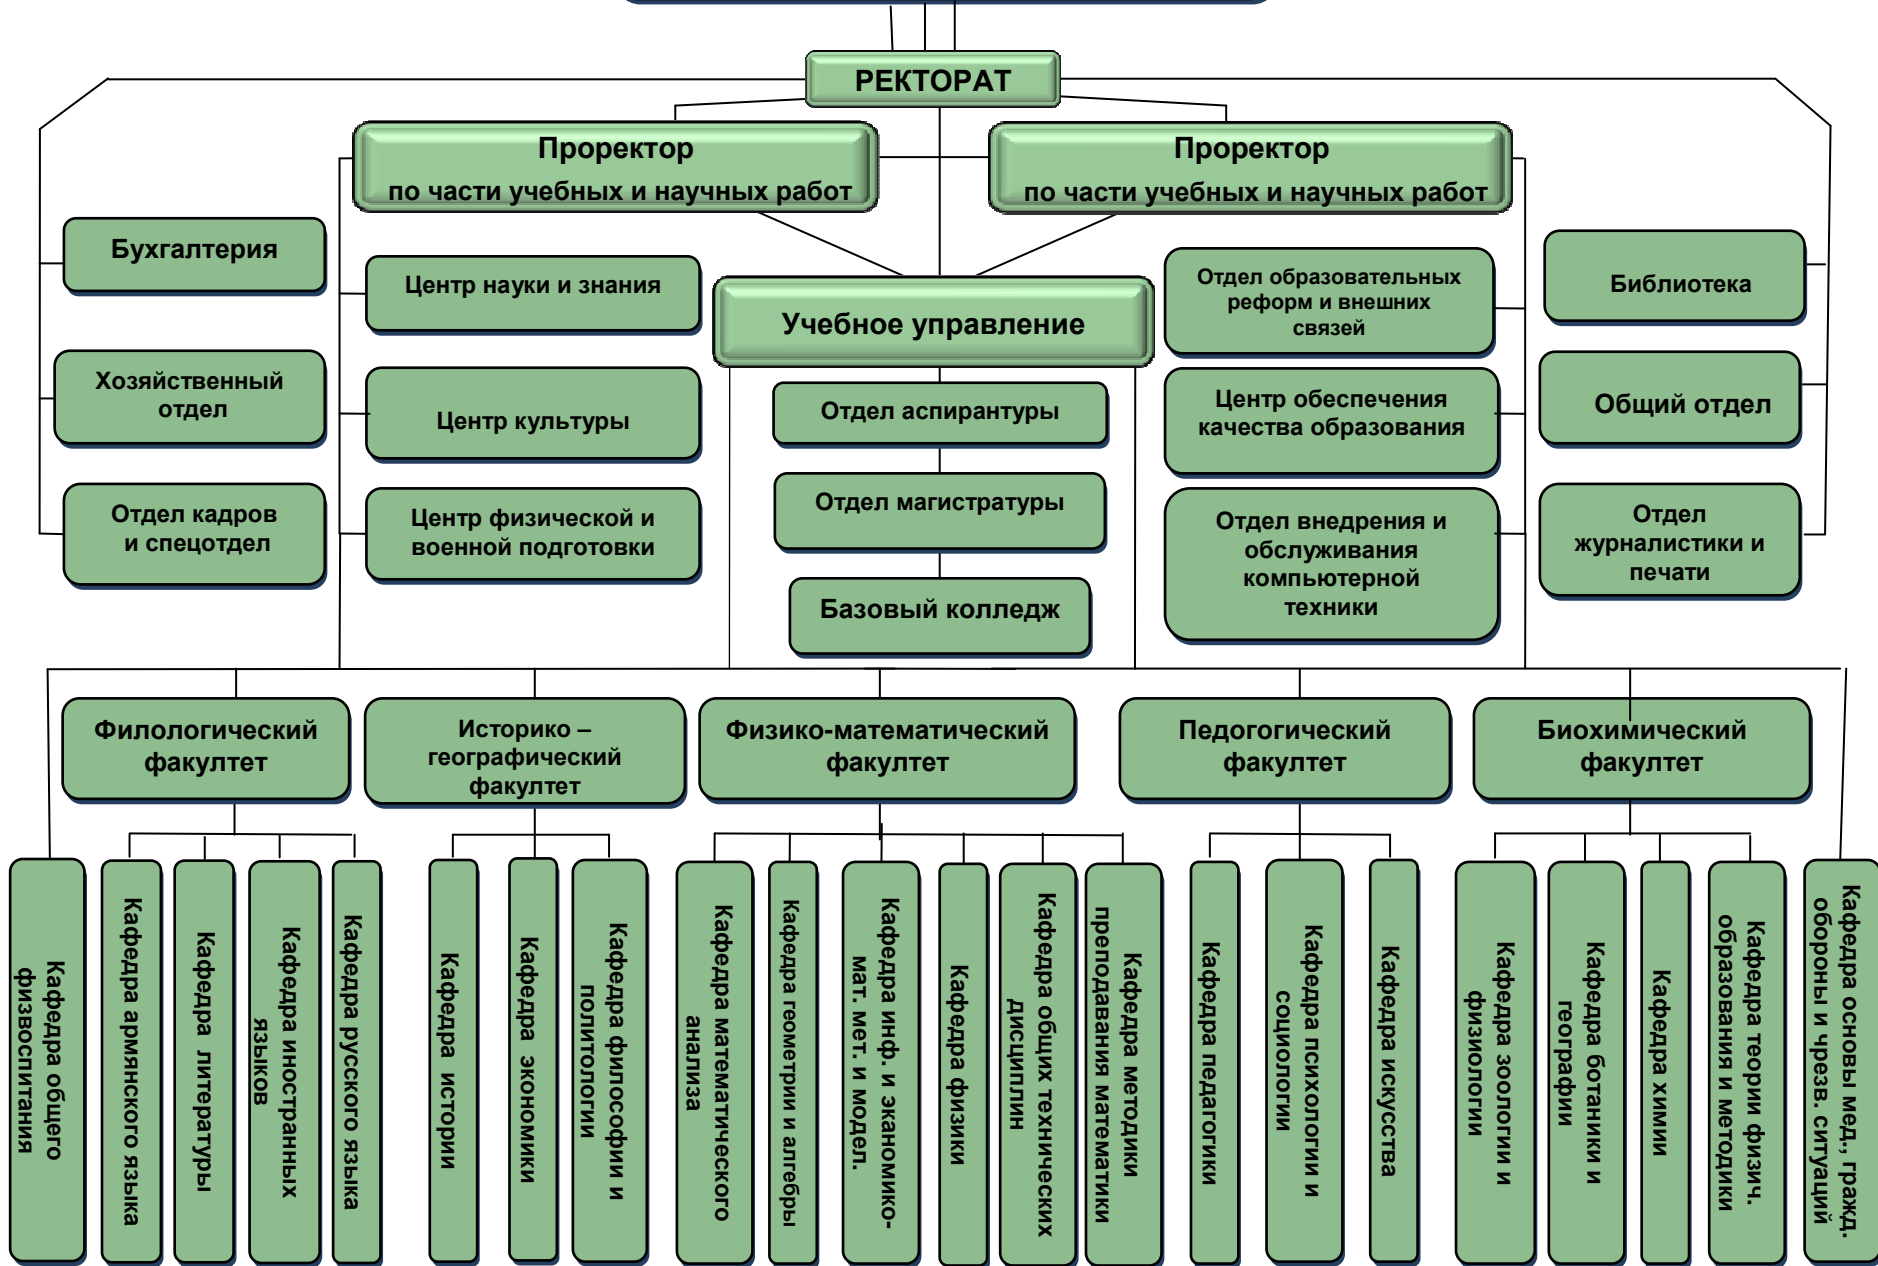 РЕКТОРАТ
Проректор
по части учебных и научных работ
Проректор
по части учебных и научных работ
Бухгалтерия
Хозяйственный
отдел
Отдел кадров
и спецотдел
Центр науки и знания
Центр культуры
Центр физической и
военной подготовки
Учебное управление
Отдел аспирантуры
Отдел магистратуры
Базовый колледж
Отдел образовательных
реформ и внешних
связей
Центр обеспечения
качества образования
Отдел внедрения и
обслуживания
компьютерной
техники
Библиотека
Общий отдел
Отдел
журналистики и
печати
Филологический
факултет
Историко –
географический
факултет
Физико-математический
факултет
Педогогический
факултет
Биохимический
факултет
Кафедра общего
физвоспитания
Кафедра армянского языка
Кафедра литературы
Кафедра иностранных
языков
Кафедра русского языка
Кафедра истории
Кафедра экономики
Кафедра философии и
политологии
Кафедра математического
анализа
Кафедра геометрии и алгебры
Кафедра инф. и экономико-
мат. мет. и модел.
Кафедра физики
Кафедра общих технических
дисциплин
Кафедра методики
преподавания математики
Кафедра педагогики
Кафедра психологии и
социологии
Кафедра искусства
Кафедра зоологии и
физиологии
Кафедра ботаники и
географии
Кафедра химии
Кафедра теории физич.
образования и методики
Кафедра основы мед., гражд.
обороны и чрезв. ситуаций